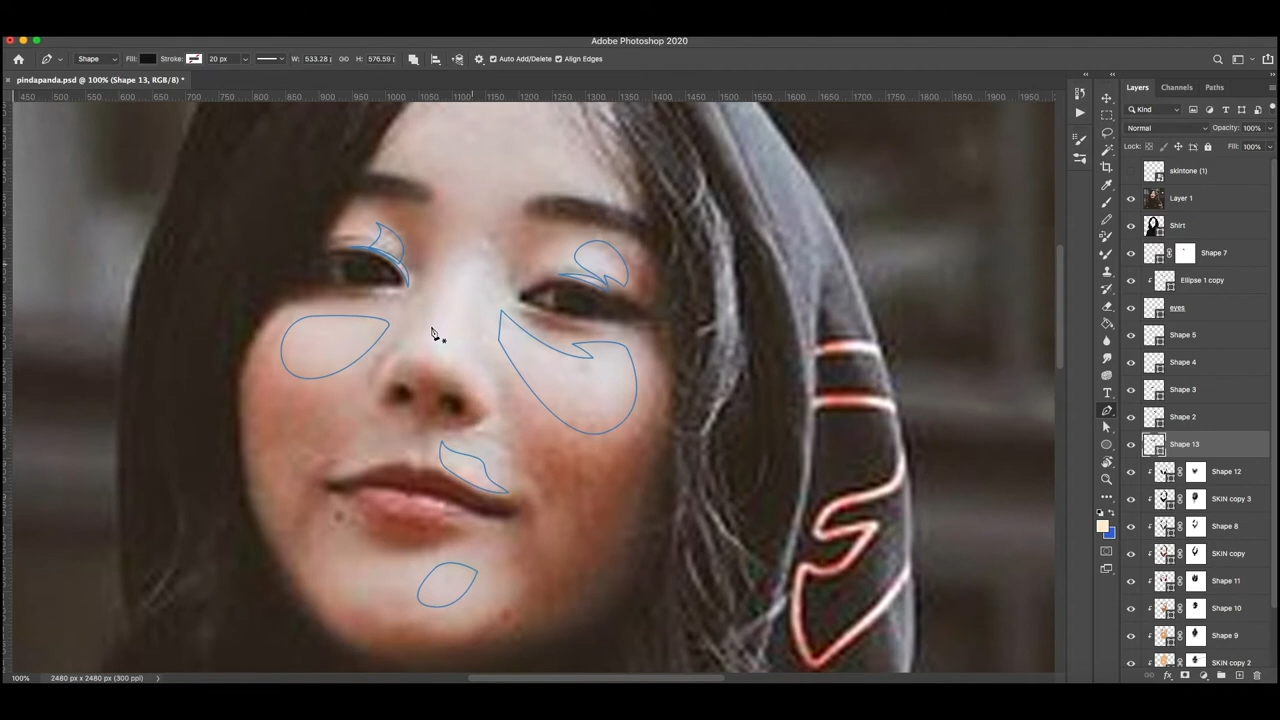 Adobe Photoshop 2020
Shape Fill: Stroke: 20 px W: 533.28 p GO H: 576.59 p Auto Add/Delete Align Edges
pindapanda.psd @ 100% (Shape 13, RGB/8) *
450 500 550 600 650 700 750 800 850 900 950 1000 1050 1100 1150 1200 1250 1300 1350 1400 1450 1500 1550 1600 1650 1700 1750 1800 1850 1900 1950
Layers Channels Paths
Kind
Normal Opacity: 100%
Lock: Fill: 100%
skintone (1)
Layer 1
Shirt
Shape 7
Ellipse 1 copy
eyes
Shape 5
Shape 4
Shape 3
Shape 2
Shape 13
Shape 12
SKIN copy 3
Shape 8
SKIN copy
Shape 11
Shape 10
Shape 9
SKIN copy 2
100% 2480 px x 2480 px (300 ppi)